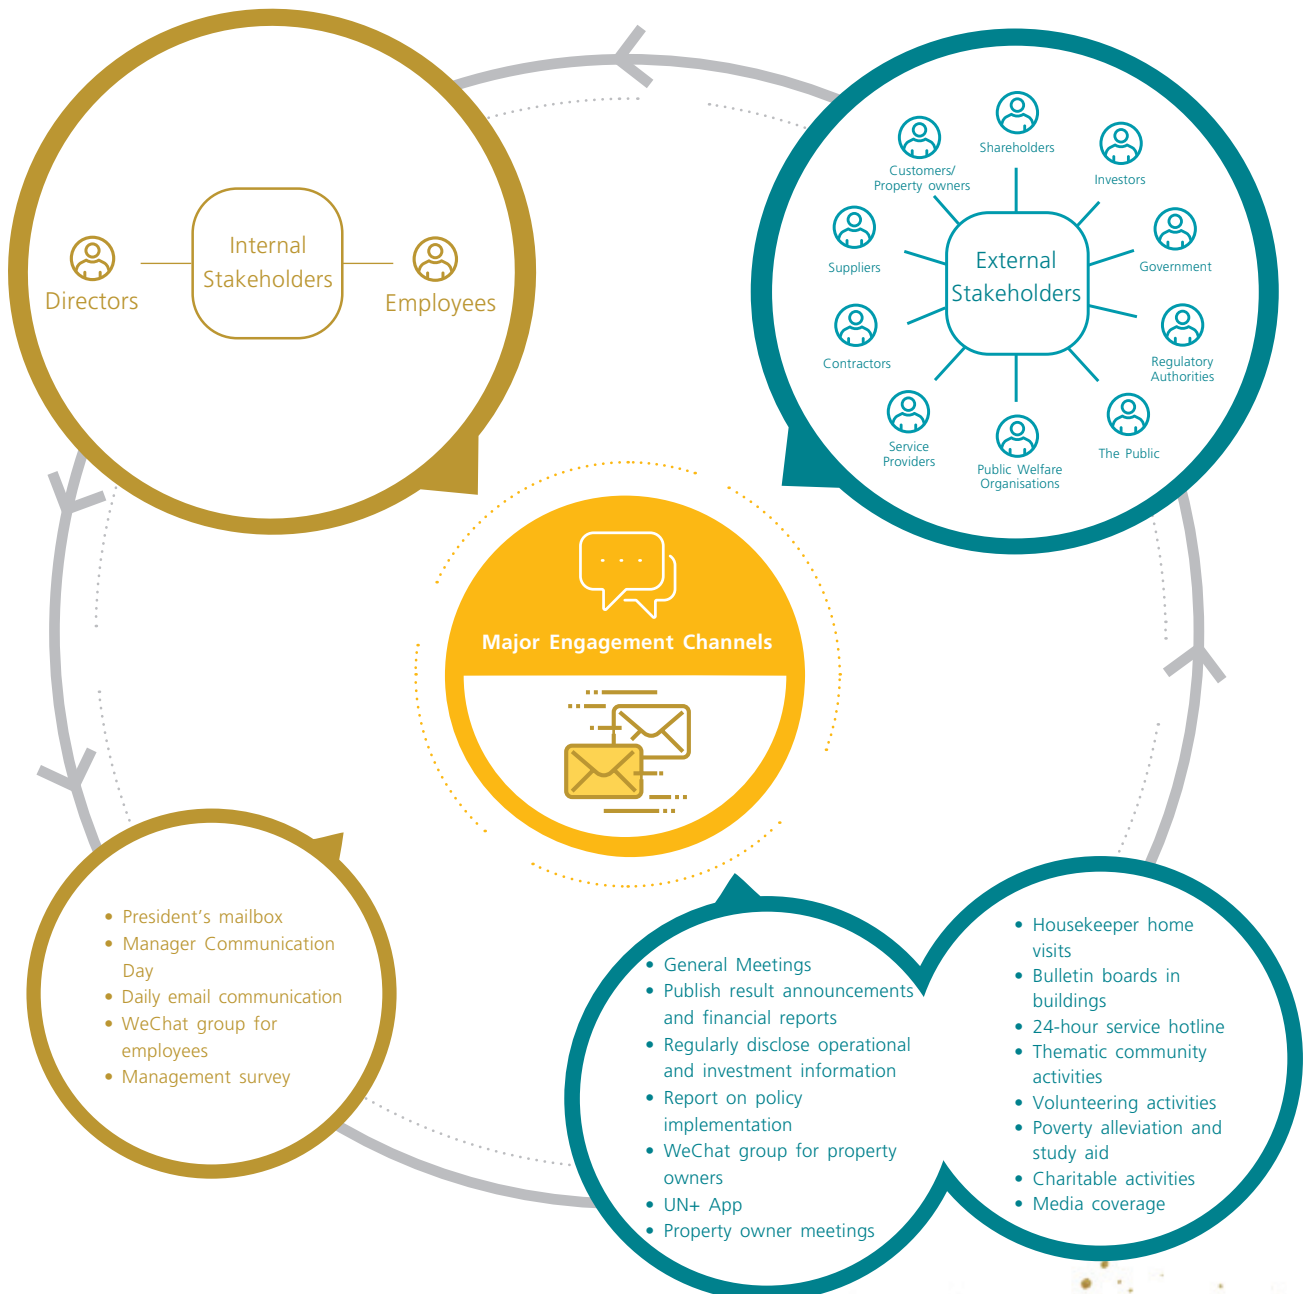 Internal
Stakeholders
Directors
Employees
Shareholders
Customers/
Property owners
Investors
Suppliers
External
Stakeholders
Government
Contractors
Regulatory
Authorities
Service
Providers
Public Welfare
Organisations
The Public
Major Engagement Channels
• President's mailbox
• Manager Communication
Day
• Daily email communication
• WeChat group for
employees
• Management survey
• General Meetings
• Publish result announcements
and financial reports
• Regularly disclose operational
and investment information
• Report on policy
implementation
• WeChat group for property
owners
• UN+ App
• Property owner meetings
• Housekeeper home
visits
• Bulletin boards in
buildings
• 24-hour service hotline
• Thematic community
activities
• Volunteering activities
• Poverty alleviation and
study aid
• Charitable activities
• Media coverage